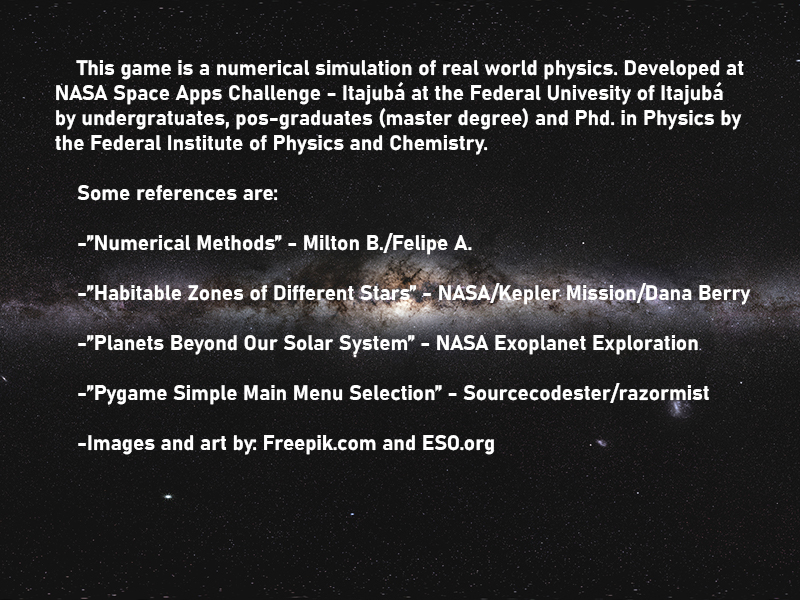 This game is a numerical simulation of real world physics. Developed at
NASA Space Apps Challenge - Itajubá at the Federal Univesity of Itajubá
by undergratuates, pos-graduates (master degree) and Phd. in Physics by
the Federal Institute of Physics and Chemistry.
Some references are:
-"Numerical Methods" - Milton B./Felipe A.
-"Habitable Zones of Different Stars" - NASA/Kepler Mission/Dana Berry
-"Planets Beyond Our Solar System" - NASA Exoplanet Exploration
-"Pygame Simple Main Menu Selection" - Sourcecodester/razormist
-Images and art by: Freepik.com and ESO.org